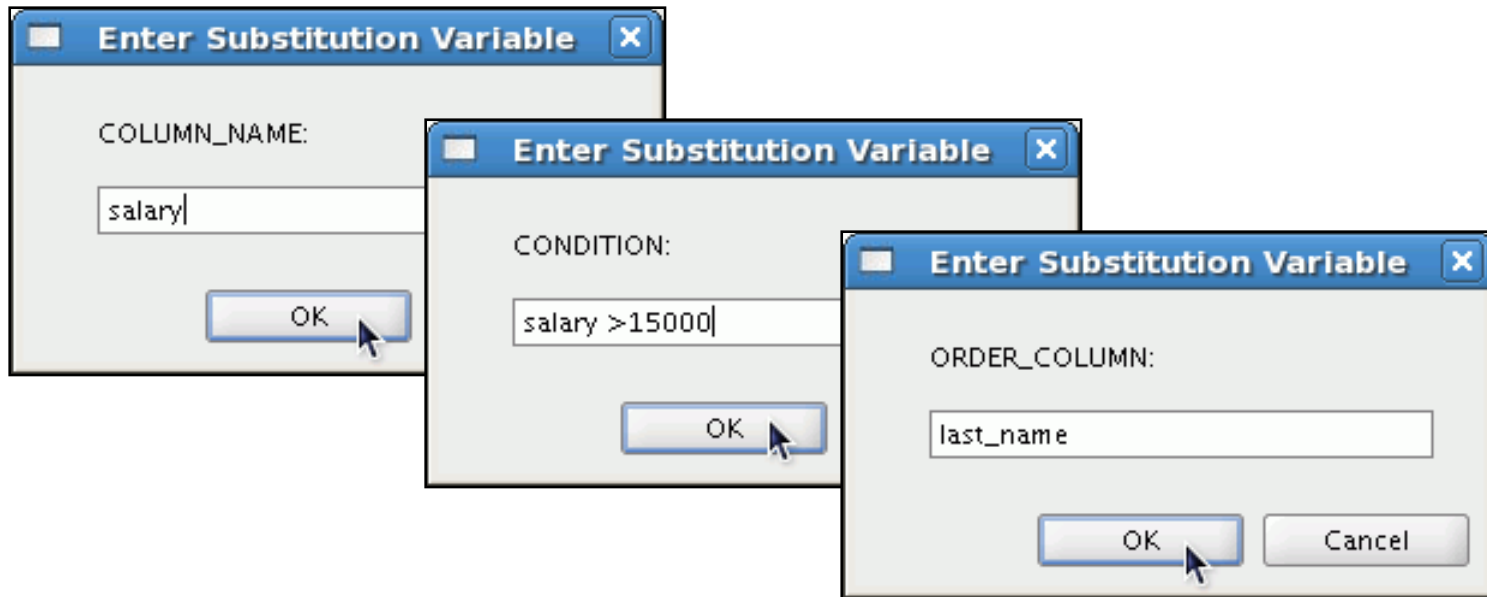 Enter Substitution Variable
COLUMN_NAME:
salary
OK
Enter Substitution Variable
CONDITION:
salary >15000
OK
Enter Substitution Variable
ORDER_COLUMN:
last_name
OK
Cancel